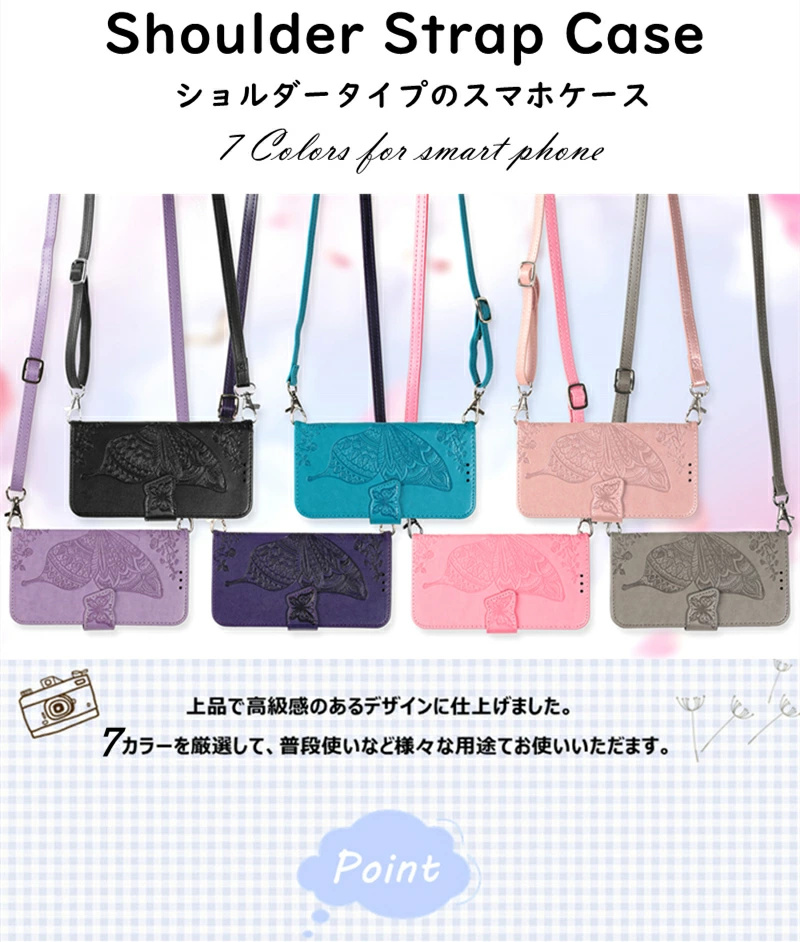 Shoulder Strap Case
ショルダータイプのスマホケース
7 Colors for smart phone
上品で高級感のあるデザインに仕上げました。
7カラーを厳選して、普段使いなど様々な用途てお使いいただます。
Point